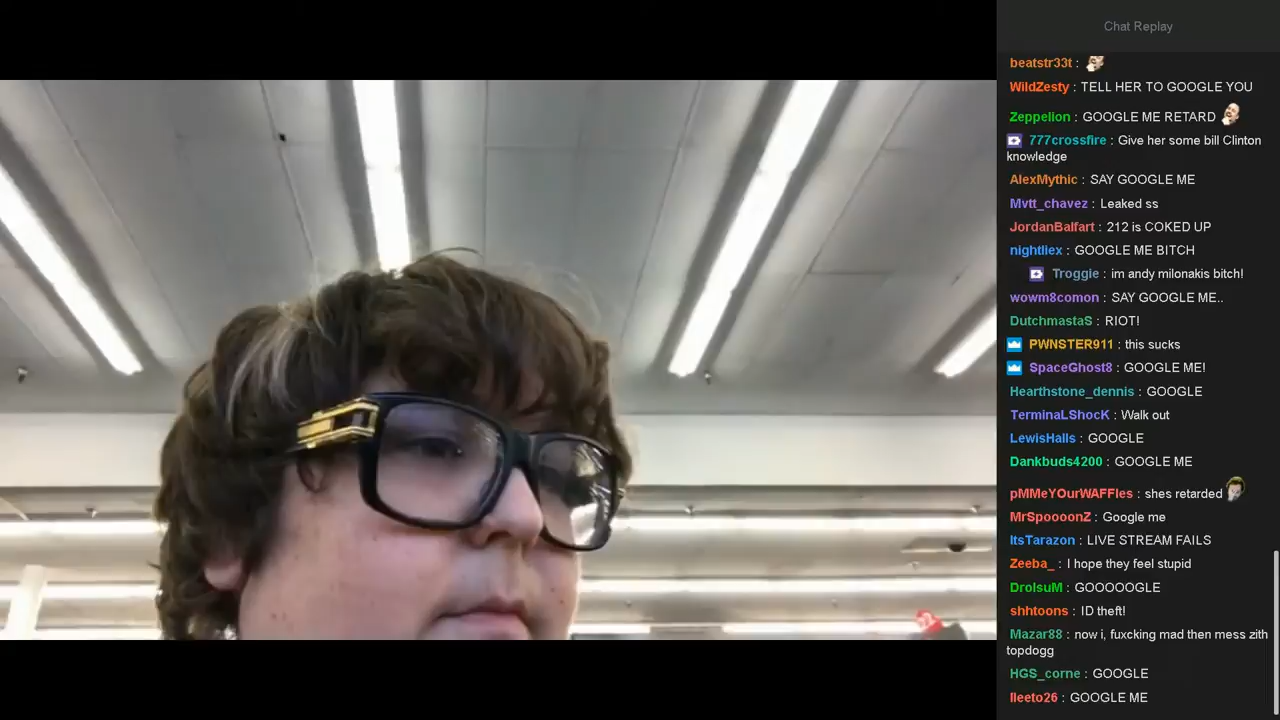 Chat Replay
beatstr33t :
WildZesty : TELL HER TO GOOGLE YOU
Zeppelion : GOOGLE ME RETARD
777crossfire : Give her some bill Clinton
knowledge
AlexMythic : SAY GOOGLE ME
Mvtt_chavez : Leaked ss
JordanBalfart : 212 is COKED UP
nightliex : GOOGLE ME BITCH
Troggie : im andy milonakis bitch!
wowm8comon : SAY GOOGLE ME..
DutchmastaS : RIOT!
PWNSTER911 : this sucks
SpaceGhost8 : GOOGLE ME!
Hearthstone_dennis : GOOGLE
TerminaLShocK : Walk out
LewisHalls : GOOGLE
Dankbuds4200 : GOOGLE ME
pMMeYOurWAFFles : shes retarded
MrSpoooonZ : Google me
ItsTarazon : LIVE STREAM FAILS
Zeeba_ : I hope they feel stupid
DrolsuM : GOOOOOGLE
shhtoons : ID theft!
Mazar88 : now i, fuxcking mad then mess zith
topdogg
HGS_corne : GOOGLE
lleeto26 : GOOGLE ME